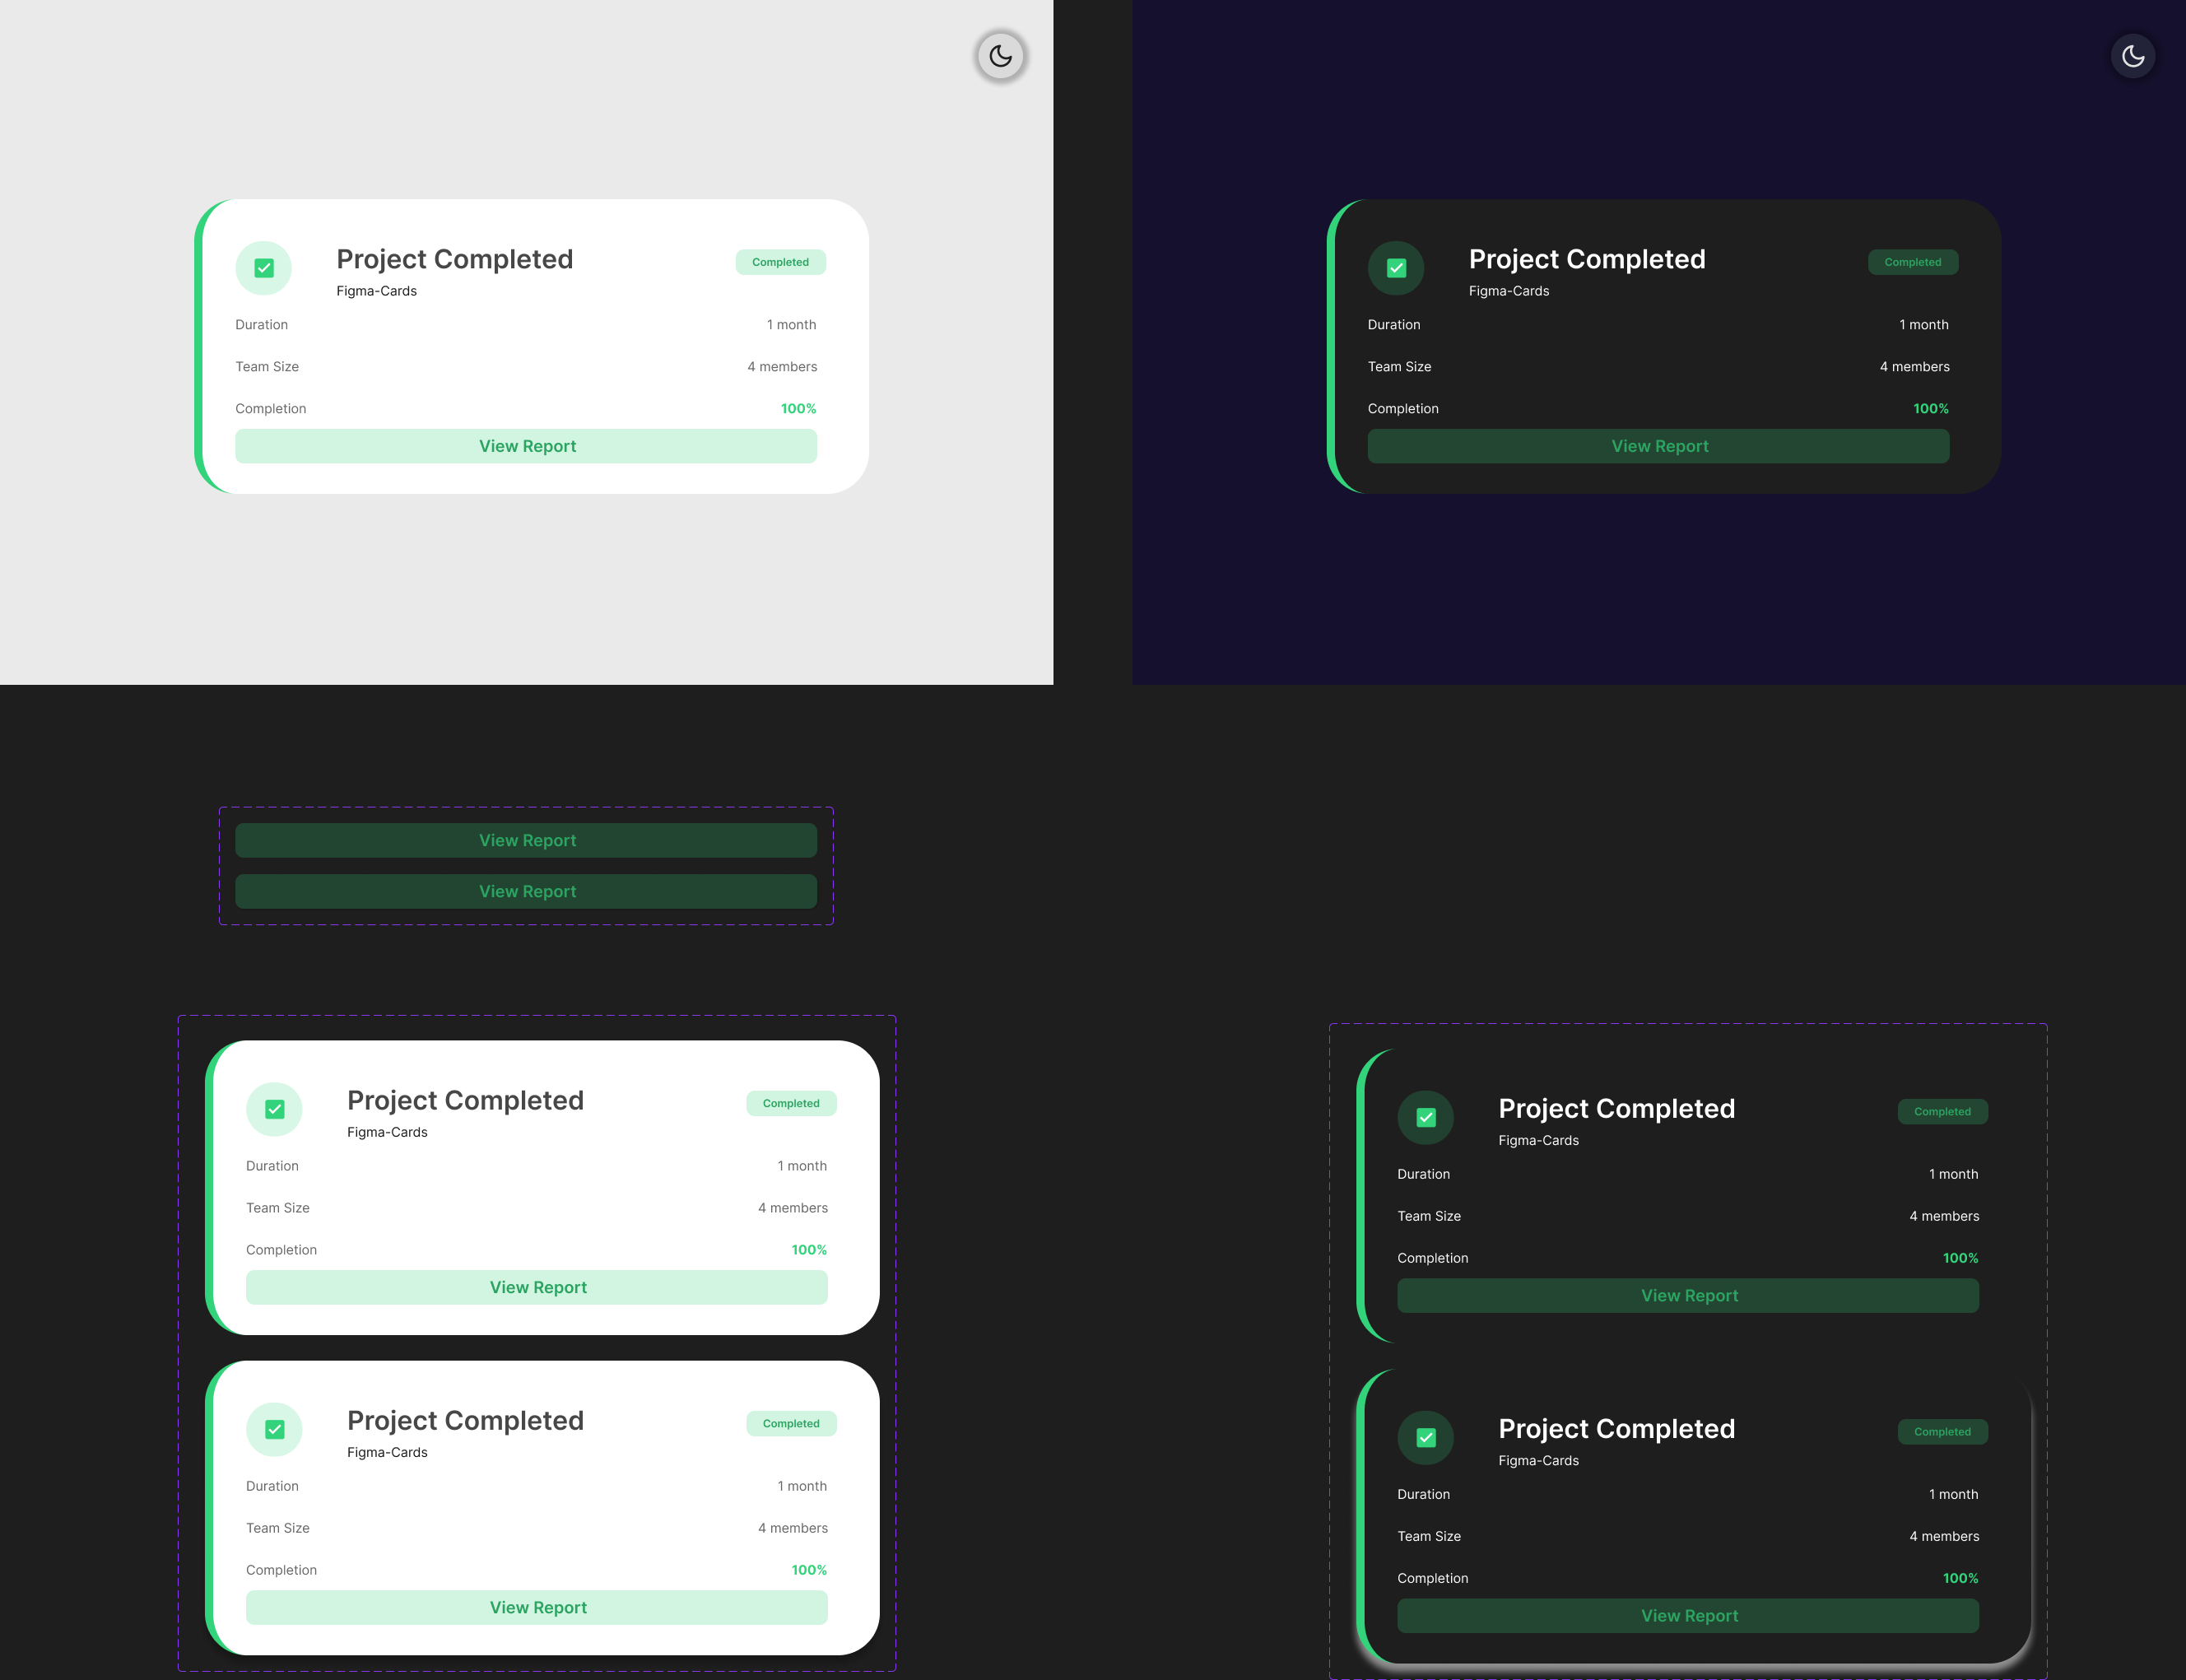 Project Completed
Completed
Figma-Cards
Duration 1 month
Team Size 4 members
Completion 100%
View Report
Project Completed
Completed
Figma-Cards
Duration 1 month
Team Size 4 members
Completion 100%
View Report
View Report
View Report
Project Completed
Completed
Figma-Cards
Duration 1 month
Team Size 4 members
Completion 100%
View Report
Project Completed
Completed
Figma-Cards
Duration 1 month
Team Size 4 members
Completion 100%
View Report
Project Completed
Completed
Figma-Cards
Duration 1 month
Team Size 4 members
Completion 100%
View Report
Project Completed
Completed
Figma-Cards
Duration 1 month
Team Size 4 members
Completion 100%
View Report